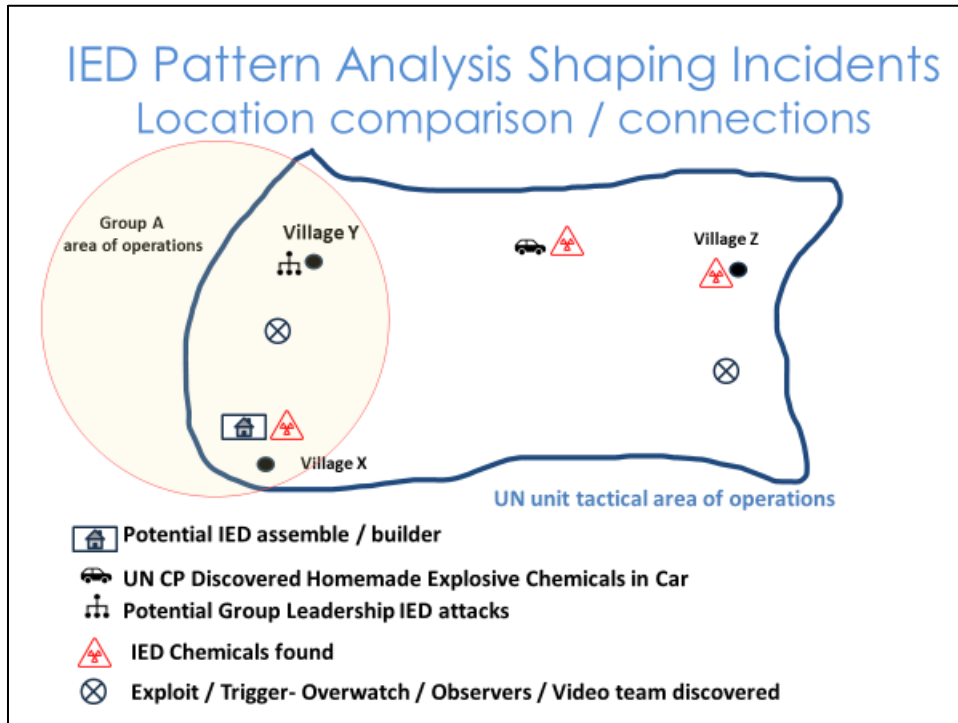 IED Pattern Analysis Shaping Incidents
Location comparison / connections
Group A
area of operations
Village Y
Village Z
Village X
UN unit tactical area of operations
Potential IED assemble / builder
UN CP Discovered Homemade Explosive Chemicals in Car
Potential Group Leadership IED attacks
IED Chemicals found
Exploit / Trigger- Overwatch / Observers / Video team discovered